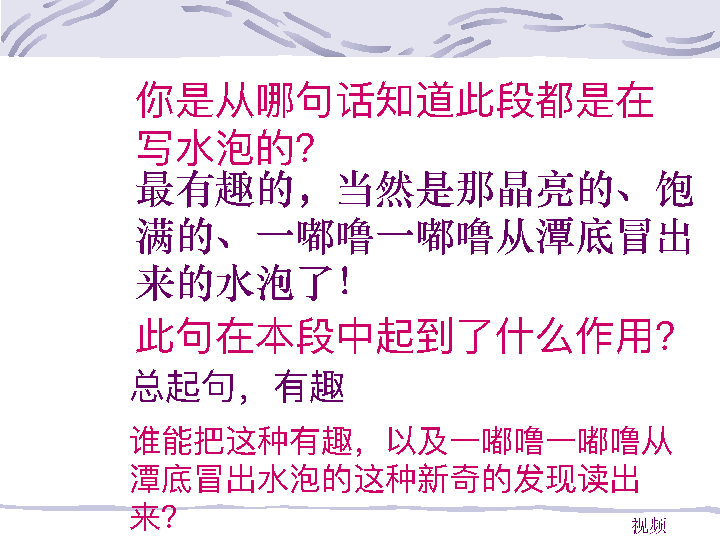 你是从哪句话知道此段都是在
写水泡的?
最有趣的，当然是那晶亮的、饱
满的、一嘟噜一嘟噜从潭底冒出
来的水泡了！
此句在本段中起到了什么作用?
总起句，有趣
谁能把这种有趣，以及一嘟噜一嘟噜从
潭底冒出水泡的这种新奇的发现读出
来?
视频